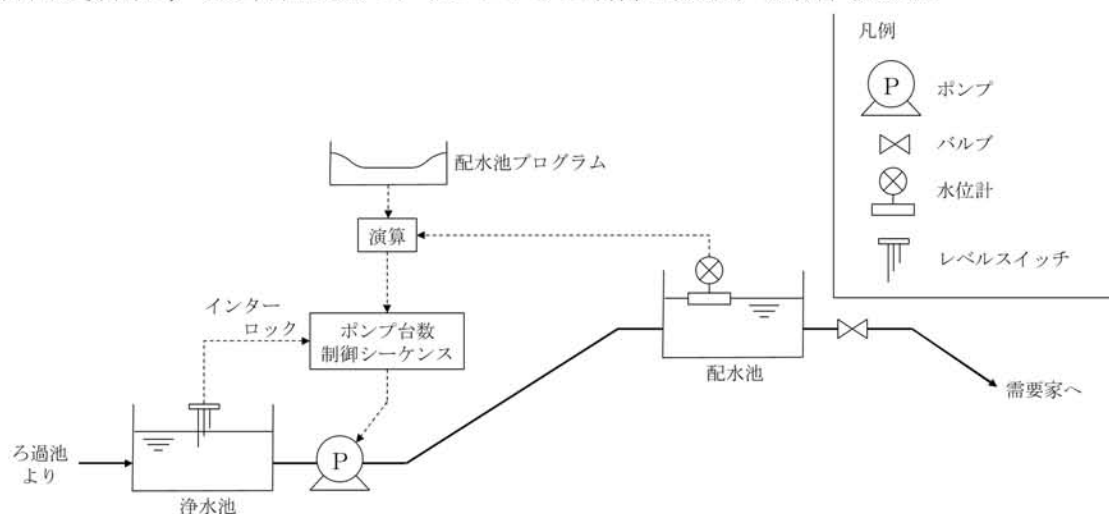 凡例
P
ポンプ
バルブ
水位計
レベルスイッチ
配水池プログラム
演算
インター
ロック
ポンプ台数
制御シーケンス
配水池
需要家へ
ろ過池
より
P
浄水池